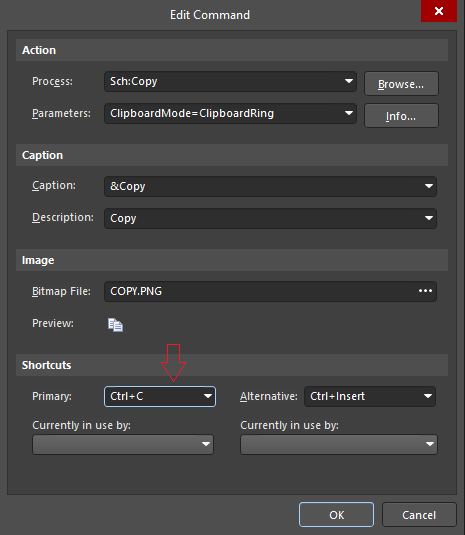 Edit Command
Action
Process: Sch:Copy Browse...
Parameters: ClipboardMode=ClipboardRing Info...
Caption
Caption: &Copy
Description: Copy
Image
Bitmap File: COPY.PNG ...
Preview:
Shortcuts
Primary: Ctrl+C Alternative: Ctrl+Insert
Currently in use by: Currently in use by:
OK Cancel